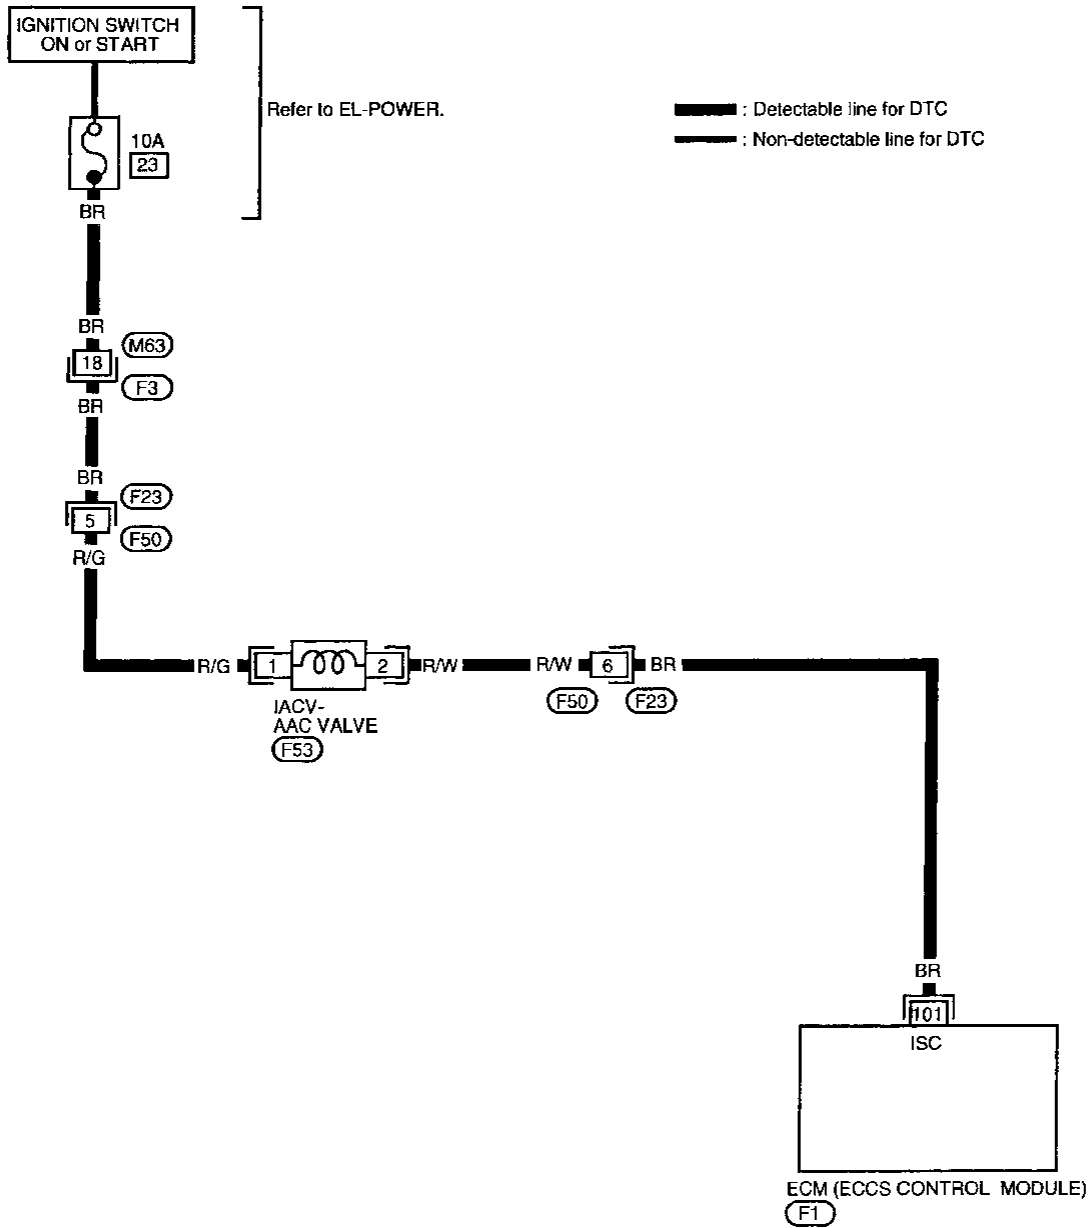 IGNITION SWITCH
ON or START
Refer to EL-POWER.
: Detectable line for DTC
: Non-detectable line for DTC
10A
23
BR
BR
18
M63
F3
BR
BR
F23
5
F50
R/G
R/G
1
2
R/W
R/W
6
BR
F50
F23
IACV-
AAC VALVE
F53
BR
101
ISC
ECM (ECCS CONTROL MODULE)
F1